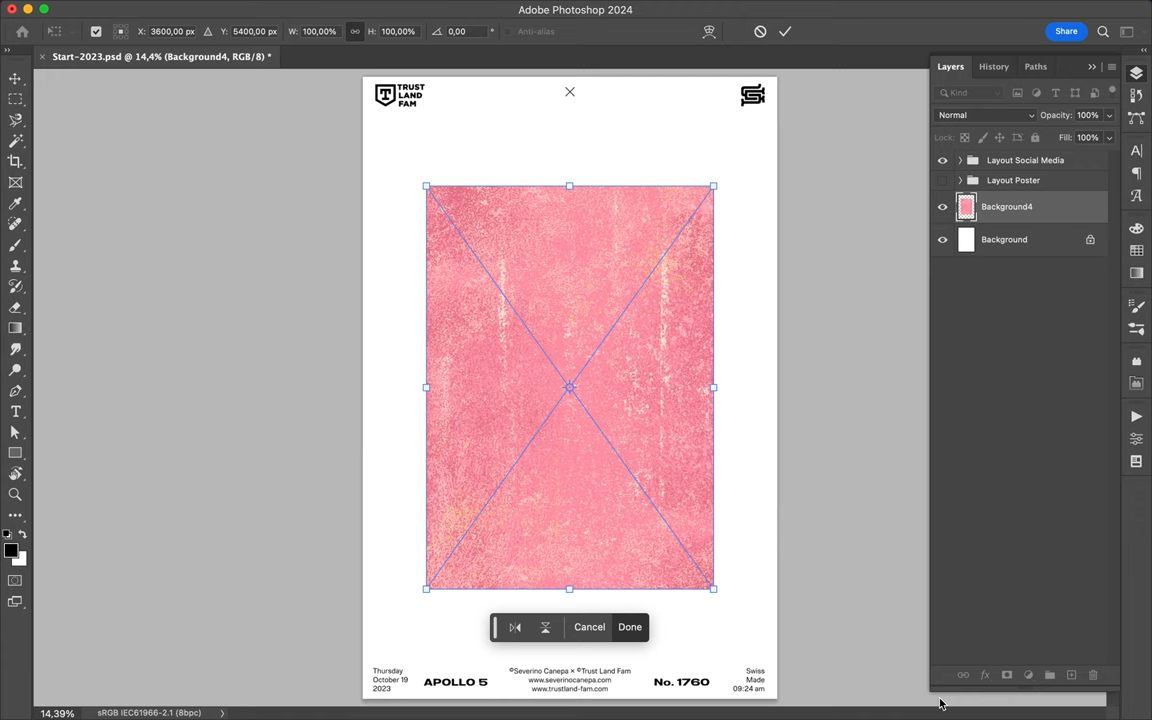 Adobe Photoshop 2024
X: 3600,00 px Y: 5400,00 px W: 100,00% H: 100,00% 0,00 ° Anti-alias Share
Start-2023.psd @ 14,4% (Background4, RGB/8) *
Layers History Paths
Kind
Normal Opacity: 100%
Lock: Fill: 100%
Layout Social Media
Layout Poster
Background4
Background
TRUST
LAND
FAM
Cancel Done
Thursday
October 19
2023
APOLLO 5
©Severino Canepa × ©Trust Land Fam
www.severinocanepa.com
www.trustland-fam.com
No. 1760
Swiss
Made
09:24 am
14,39% sRGB IEC61966-2.1 (8bpc)